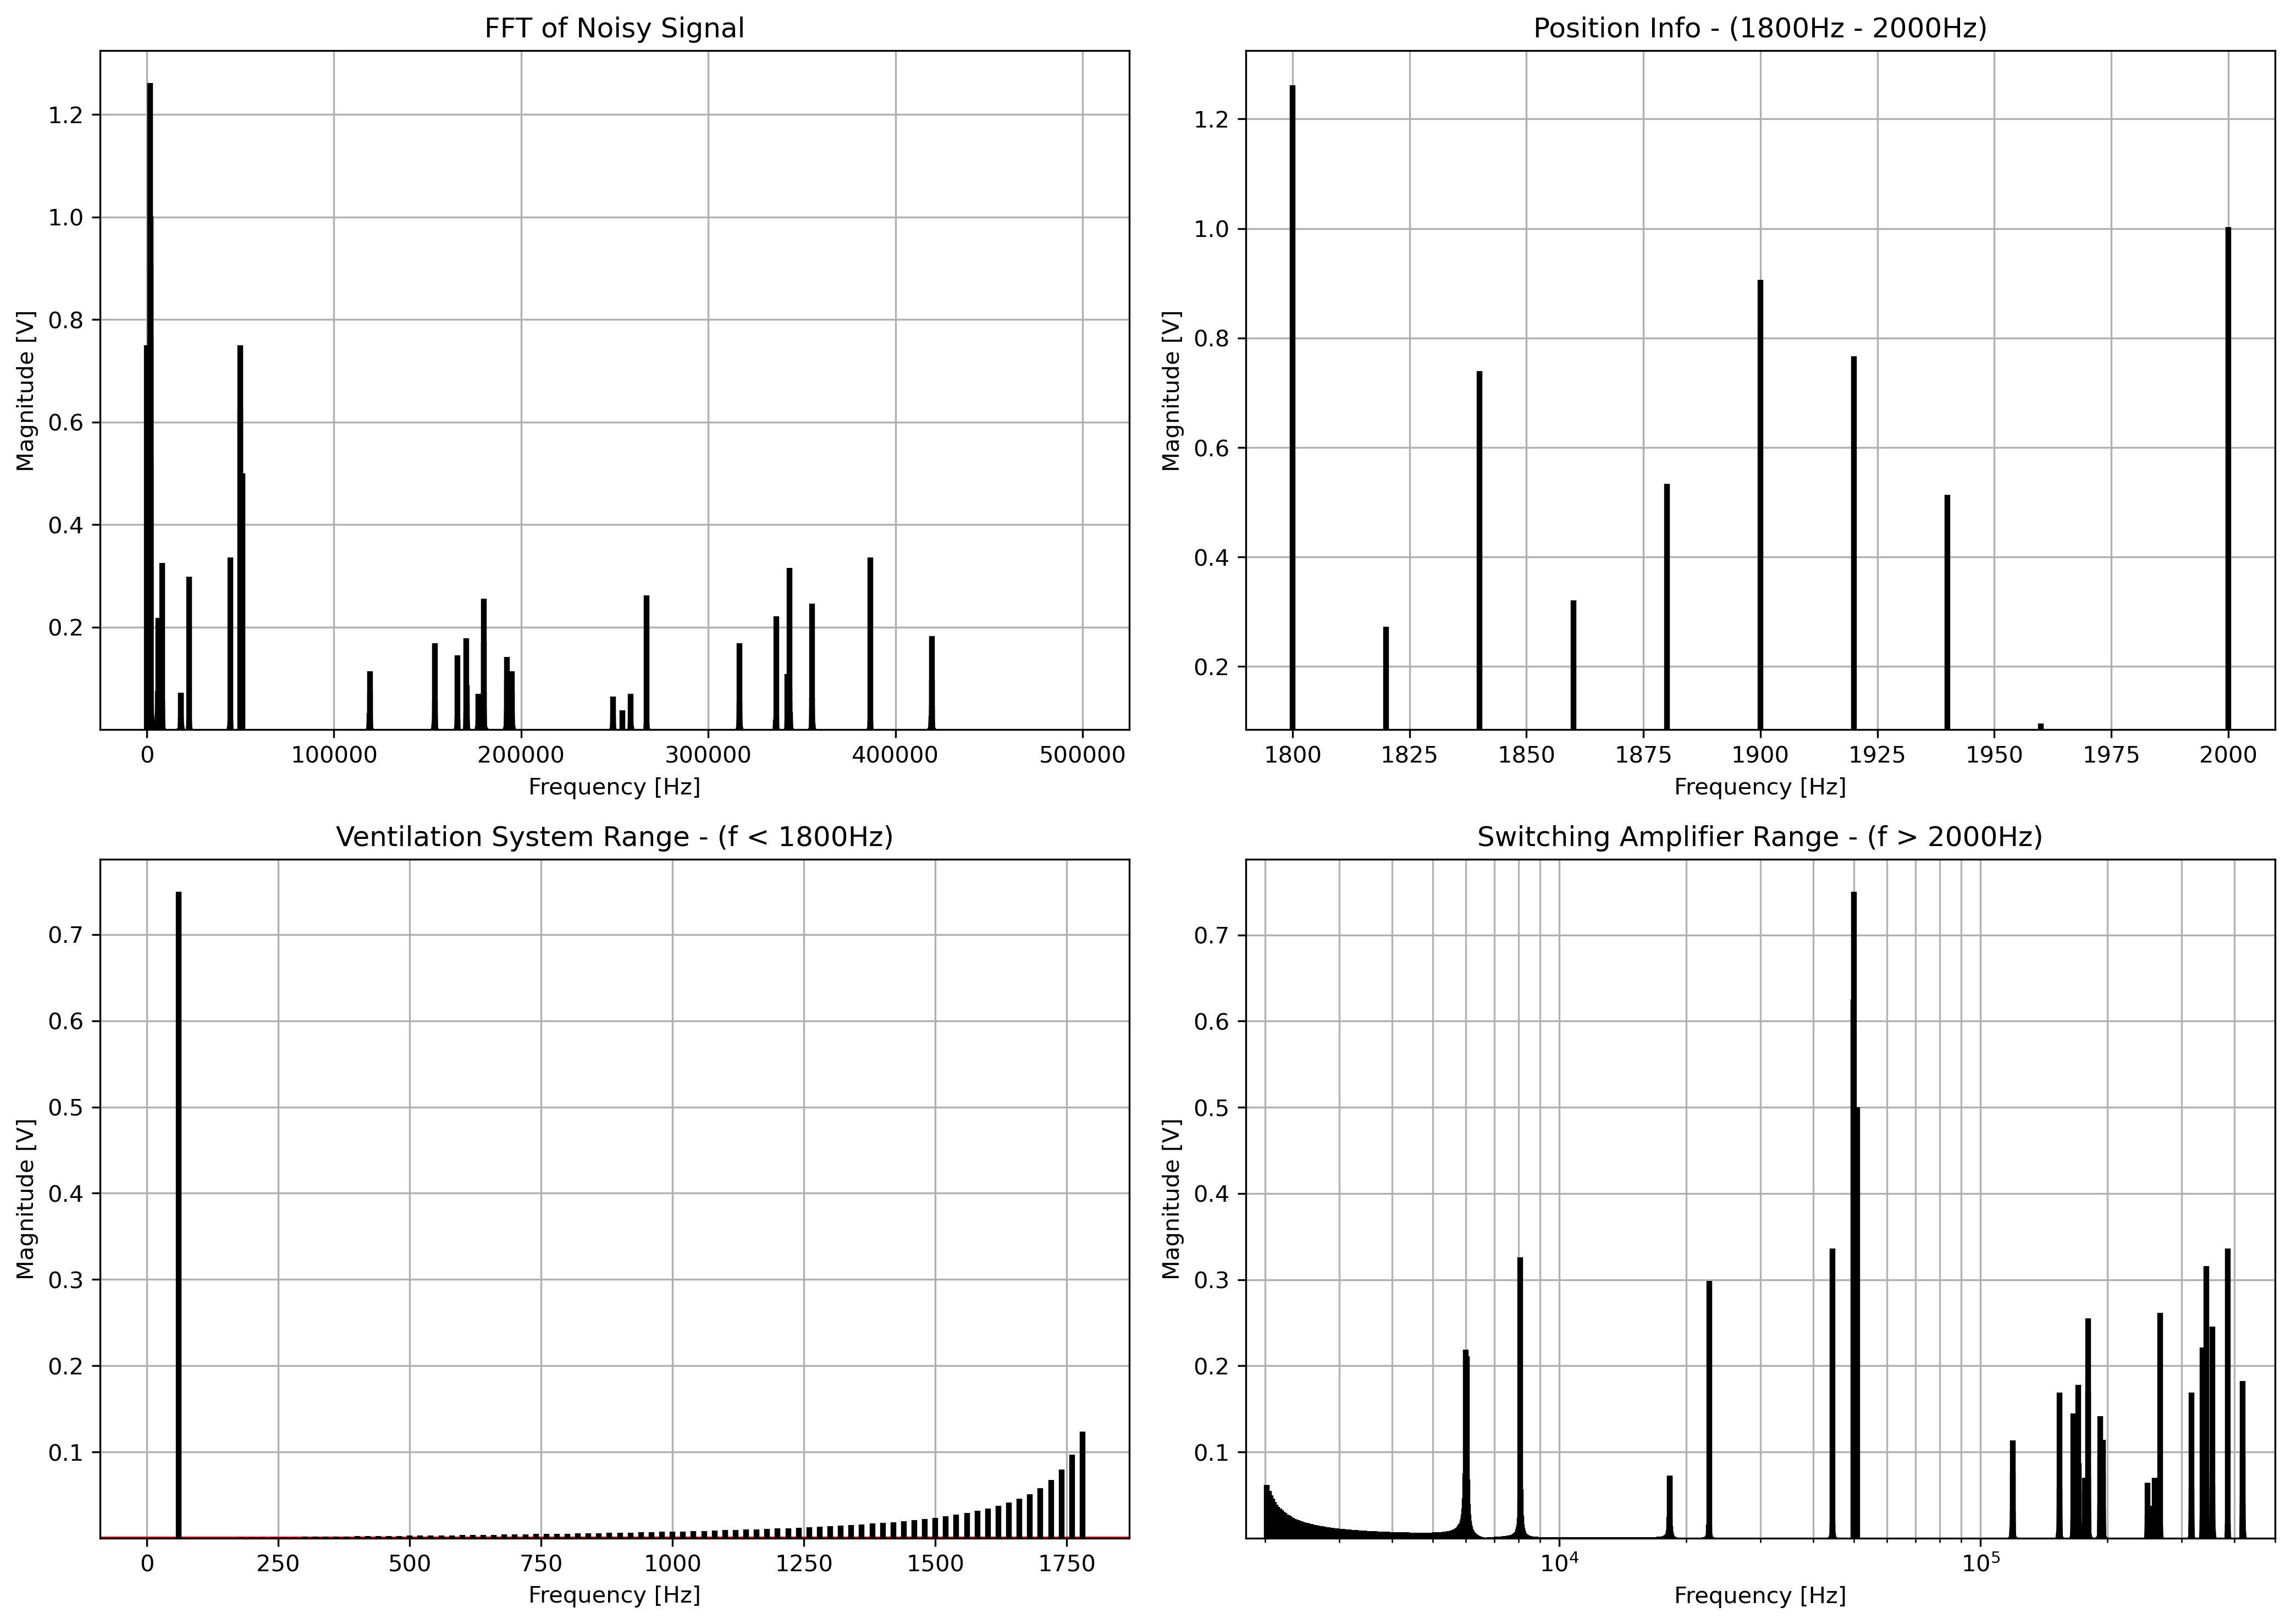 FFT of Noisy Signal
Magnitude [V]
1.2
1.0
0.8
0.6
0.4
0.2
0 100000 200000 300000 400000 500000
Frequency [Hz]
Position Info - (1800Hz - 2000Hz)
Magnitude [V]
1.2
1.0
0.8
0.6
0.4
0.2
1800 1825 1850 1875 1900 1925 1950 1975 2000
Frequency [Hz]
Ventilation System Range - (f < 1800Hz)
Magnitude [V]
0.7
0.6
0.5
0.4
0.3
0.2
0.1
0 250 500 750 1000 1250 1500 1750
Frequency [Hz]
Switching Amplifier Range - (f > 2000Hz)
Magnitude [V]
0.7
0.6
0.5
0.4
0.3
0.2
0.1
10⁴ 10⁵
Frequency [Hz]